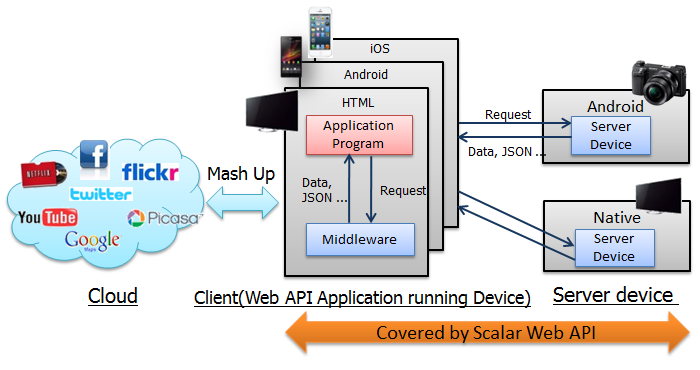 iOS
Android
HTML
Application
Program
Data,
JSON ...
Request
Middleware
Mash Up
NETFLIX
f
flickr
twitter
You Tube
Picasa
Google
Maps
Request
Data, JSON ...
Android
Server
Device
Native
Server
Device
Cloud
Client(Web API Application running Device)
Server device
Covered by Scalar Web API